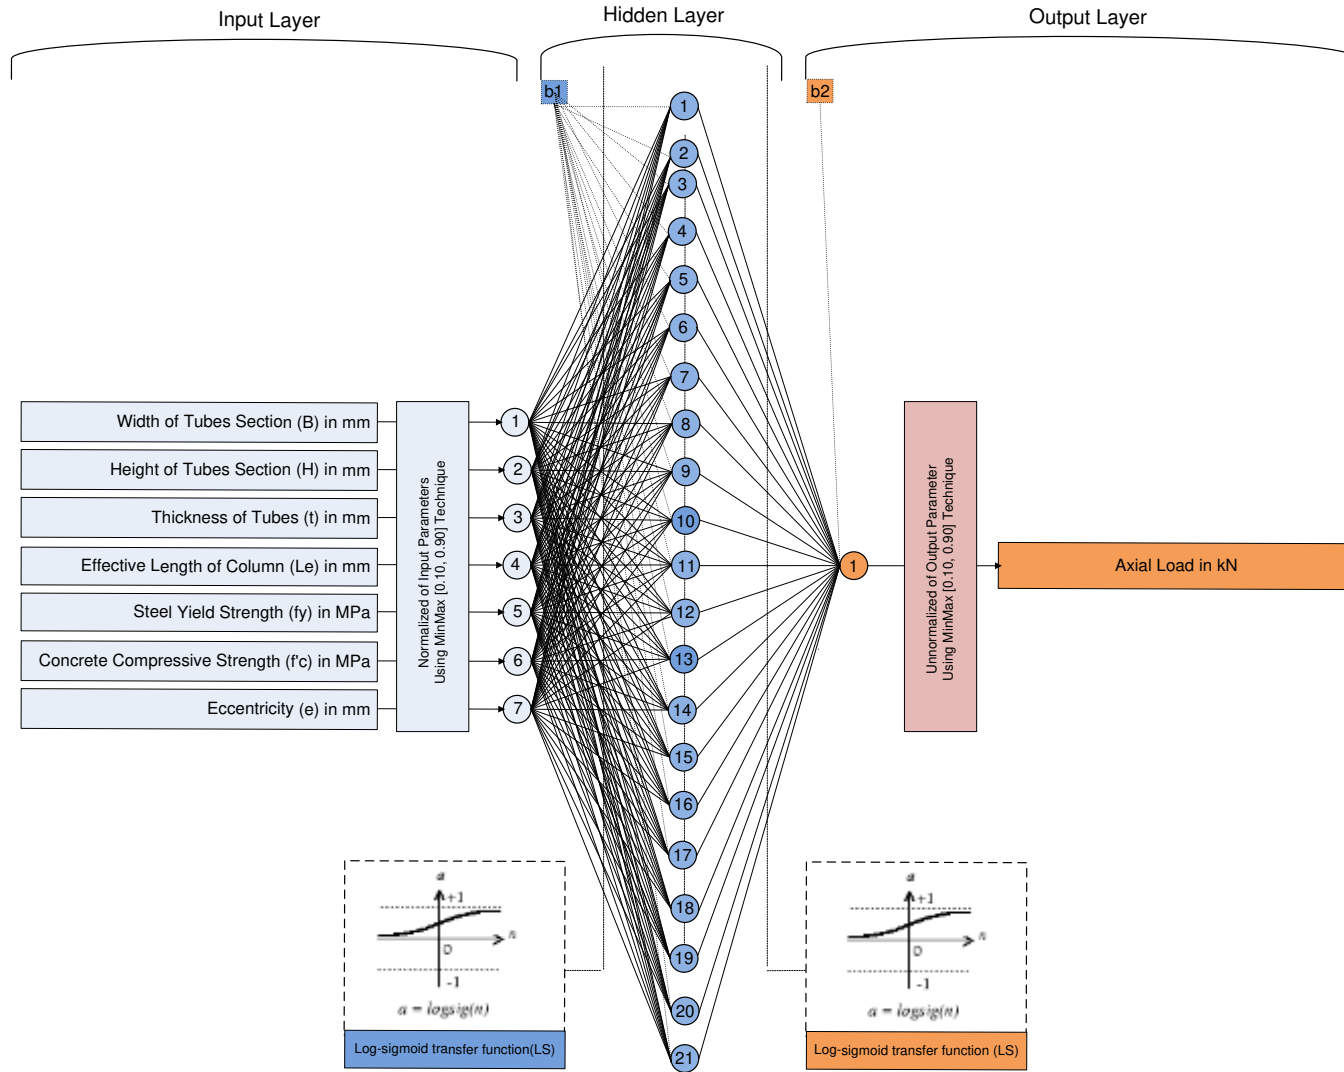 Input Layer
Hidden Layer
Output Layer
b1
b2
1
2
3
4
5
6
7
8
9
10
11
12
13
14
15
16
17
18
19
20
21
Width of Tubes Section (B) in mm
Height of Tubes Section (H) in mm
Thickness of Tubes (t) in mm
Effective Length of Column (Le) in mm
Steel Yield Strength (fy) in MPa
Concrete Compressive Strength (f'c) in MPa
Eccentricity (e) in mm
Normalized of Input Parameters
Using MinMax [0.10, 0.90] Technique
1
2
3
4
5
6
7
1
Unnormalized of Output Parameter
Using MinMax [0.10, 0.90] Technique
Axial Load in kN
a
+1
n
0
-1
a = logsig(n)
Log-sigmoid transfer function(LS)
a
+1
n
0
-1
a = logsig(n)
Log-sigmoid transfer function (LS)